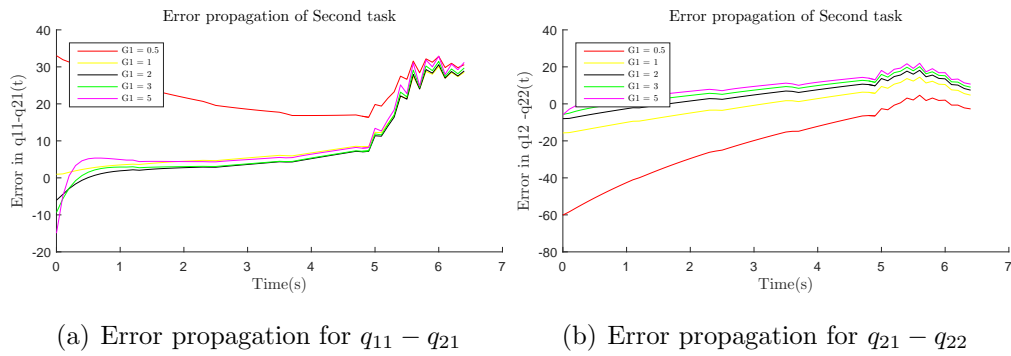 Error propagation of Second task
40
30
20
10
0
-10
-20
0 1 2 3 4 5 6 7
Error in q11-q21(t)
Time(s)
G1 = 0.5
G1 = 1
G1 = 2
G1 = 3
G1 = 5
(a) Error propagation for q₁₁ − q₂₁
Error propagation of Second task
40
20
0
-20
-40
-60
-80
0 1 2 3 4 5 6 7
Error in q12 -q22(t)
Time(s)
G1 = 0.5
G1 = 1
G1 = 2
G1 = 3
G1 = 5
(b) Error propagation for q₂₁ − q₂₂